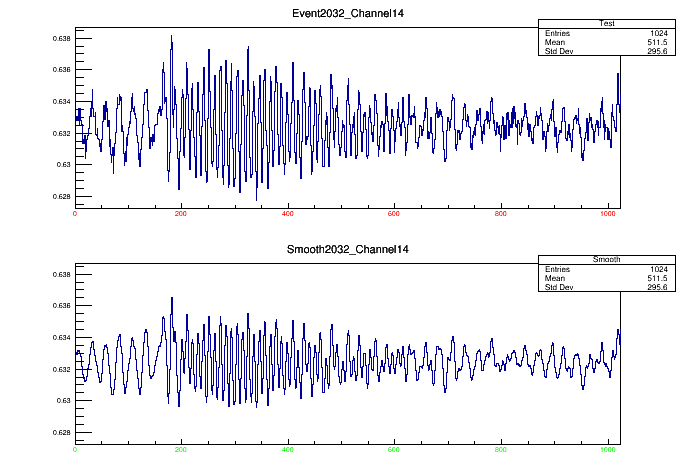 Event2032_Channel14
Test
Entries 1024
Mean 511.5
Std Dev 295.6
0.638
0.636
0.634
0.632
0.63
0.628
0 200 400 600 800 1000
Smooth2032_Channel14
Smooth
Entries 1024
Mean 511.5
Std Dev 295.6
0.638
0.636
0.634
0.632
0.63
0.628
0 200 400 600 800 1000